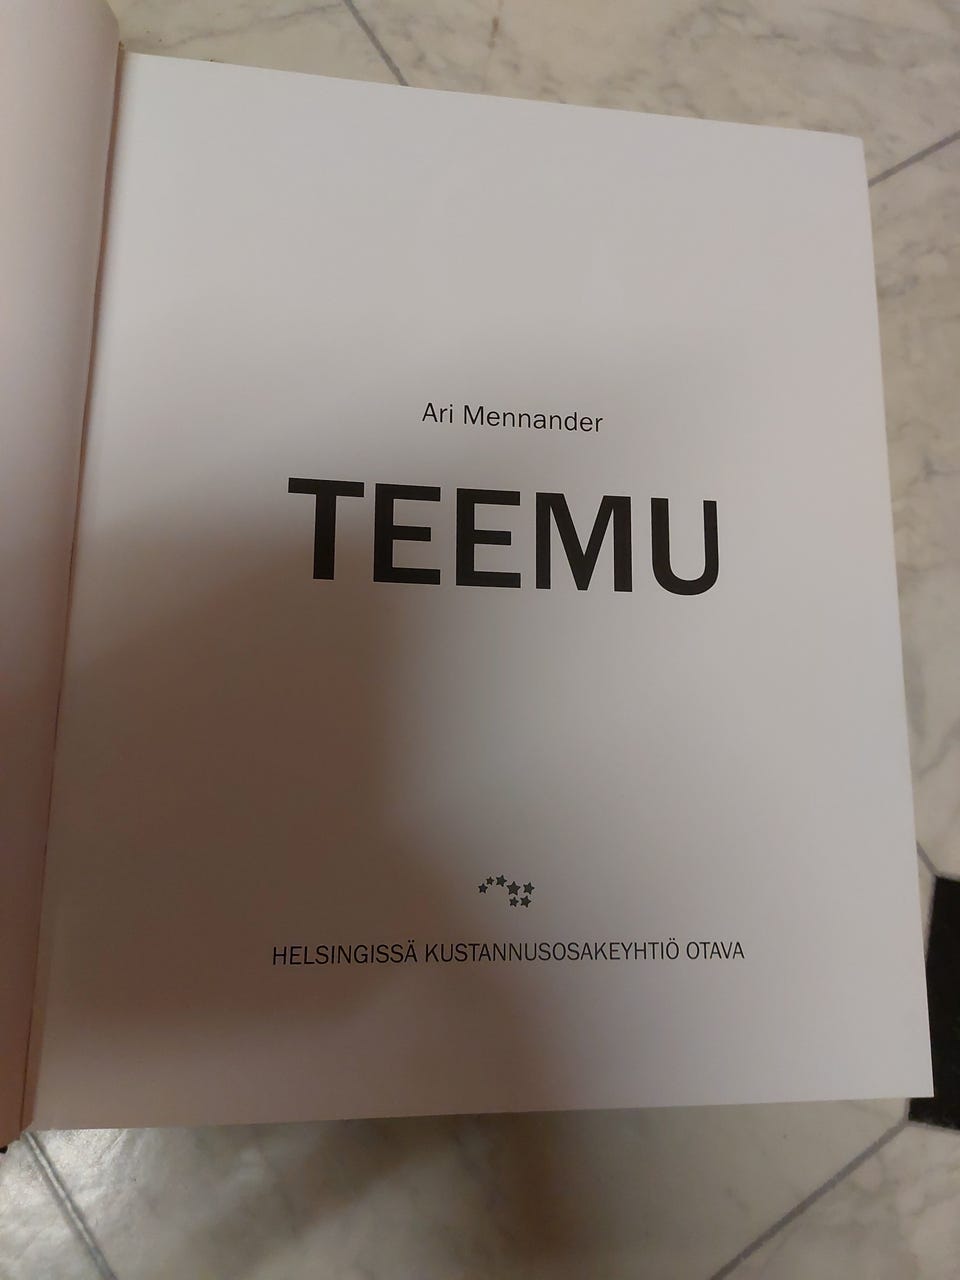 Ari Mennander
TEEMU
HELSINGISSÄ KUSTANNUSOSAKEYHTIÖ OTAVA